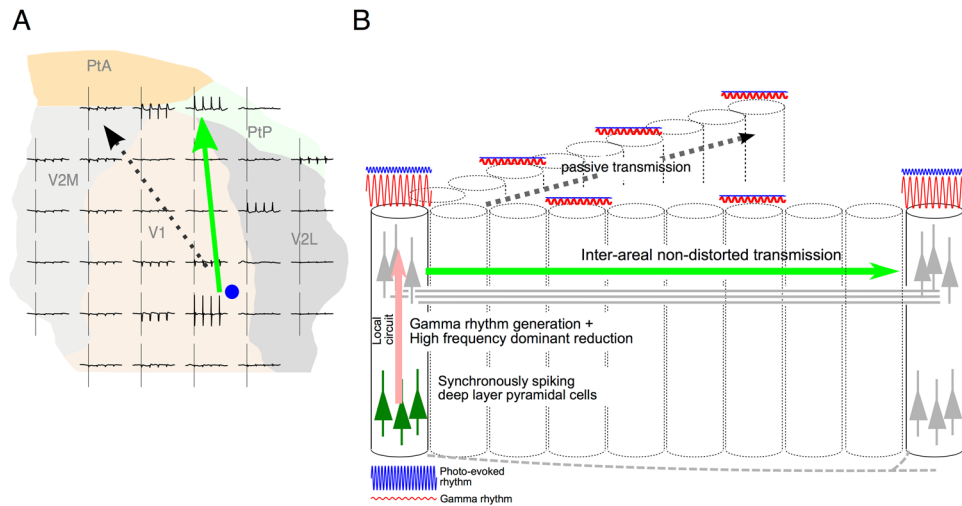 A
PtA
PtP
V2M
V1
V2L
B
passive transmission
Inter-areal non-distorted transmission
Local
circuit
Gamma rhythm generation +
High frequency dominant reduction
Synchronously spiking
deep layer pyramidal cells
Photo-evoked
rhythm
Gamma rhythm